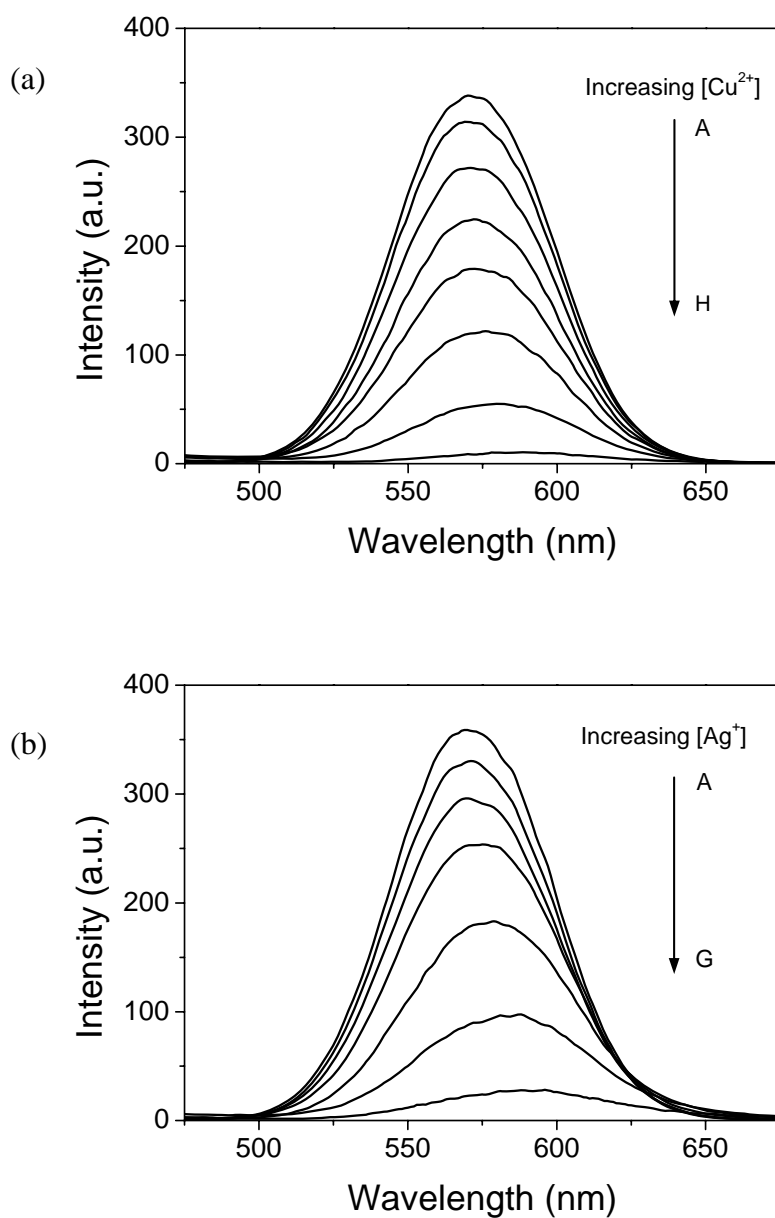 (a)
400
300
200
100
0
Intensity (a.u.)
Increasing [Cu²⁺]
A
H
500 550 600 650
Wavelength (nm)
(b)
400
300
200
100
0
Intensity (a.u.)
Increasing [Ag⁺]
A
G
500 550 600 650
Wavelength (nm)